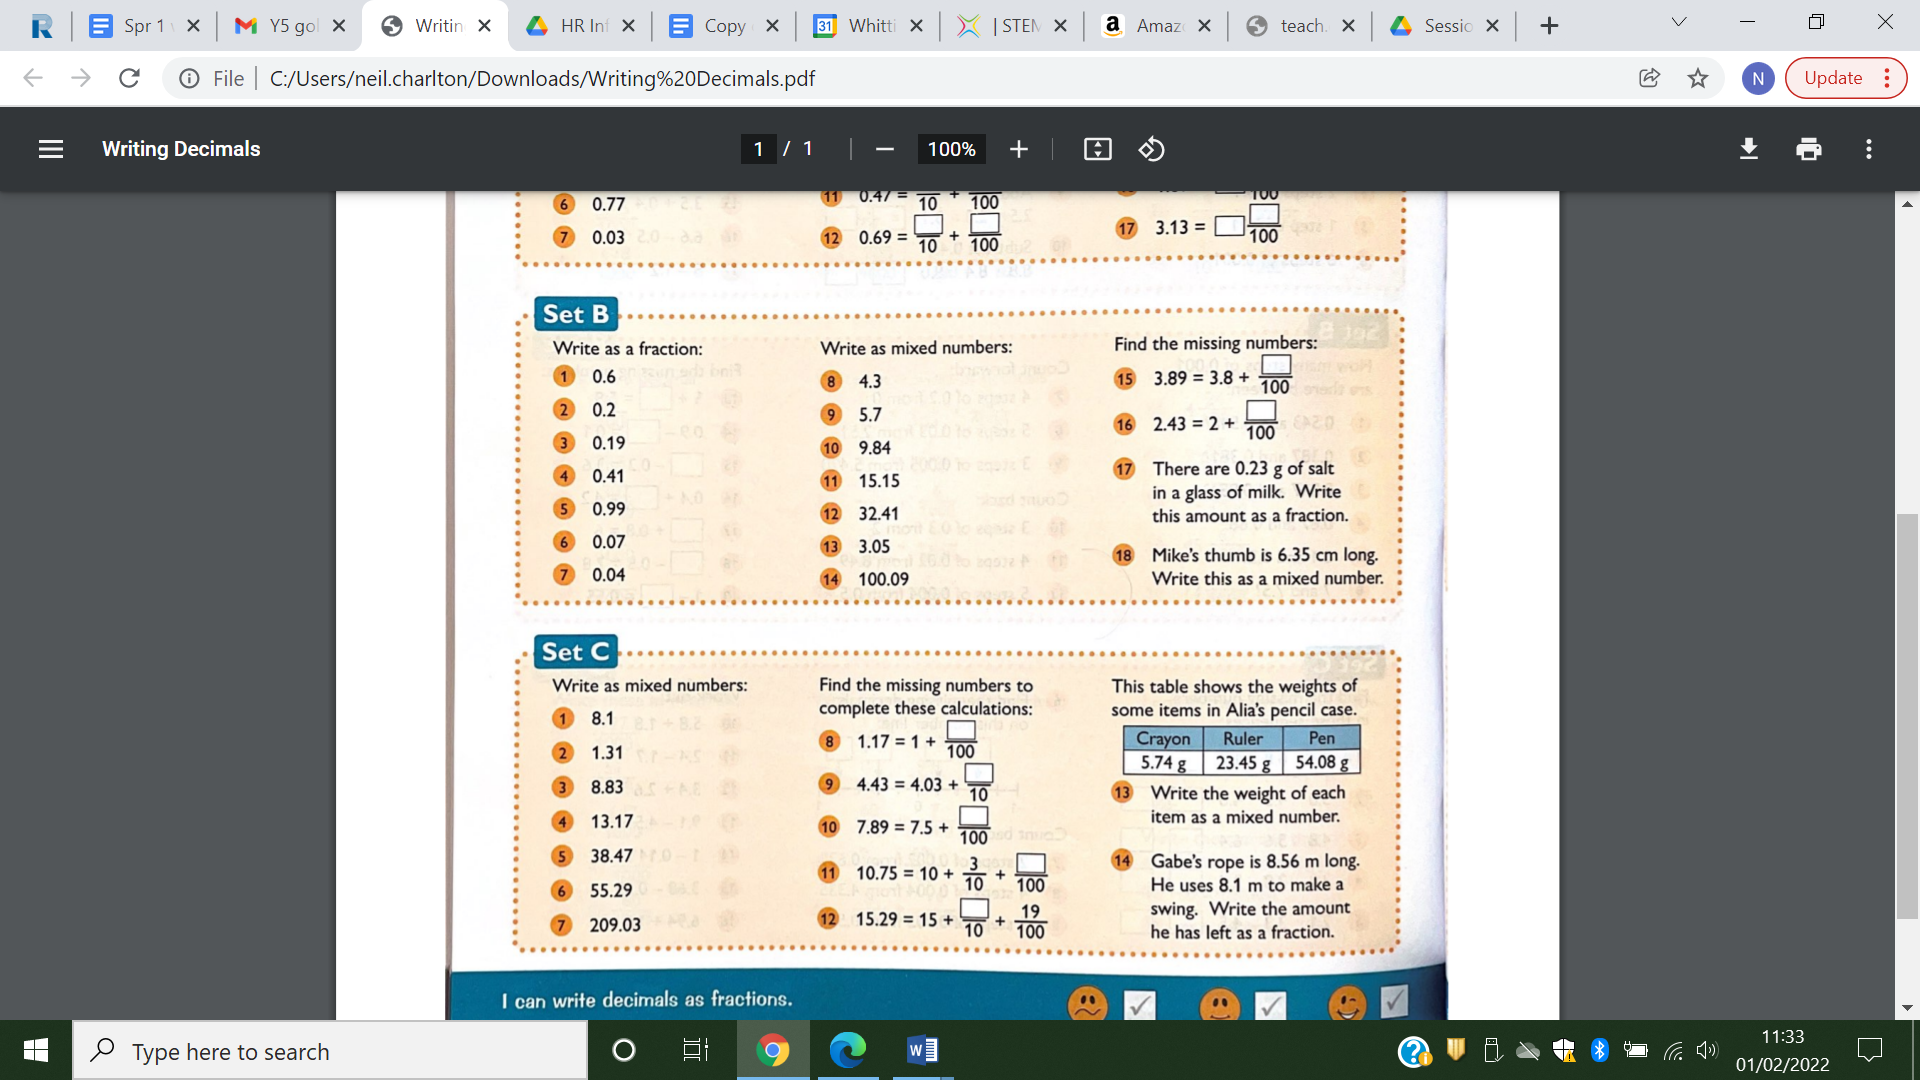 Spr 1 w
Y5 gol
Writin
HR Inf
Copy
31 Whitti
| STEM
Amaz
teach.
Sessio
File C:/Users/neil.charlton/Downloads/Writing%20Decimals.pdf
N
Update
Writing Decimals
1 / 1
100%
6 0.77
7 0.03
11 0.47 = /10 + /100
12 0.69 = □/10 + □/100
100
17 3.13 = □ □/100
Set B
Write as a fraction:
1 0.6
2 0.2
3 0.19
4 0.41
5 0.99
6 0.07
7 0.04
Write as mixed numbers:
8 4.3
9 5.7
10 9.84
11 15.15
12 32.41
13 3.05
14 100.09
Find the missing numbers:
15 3.89 = 3.8 + □/100
16 2.43 = 2 + □/100
17 There are 0.23 g of salt
in a glass of milk. Write
this amount as a fraction.
18 Mike's thumb is 6.35 cm long.
Write this as a mixed number.
Set C
Write as mixed numbers:
1 8.1
2 1.31
3 8.83
4 13.17
5 38.47
6 55.29
7 209.03
Find the missing numbers to
complete these calculations:
8 1.17 = 1 + □/100
9 4.43 = 4.03 + □/10
10 7.89 = 7.5 + □/100
11 10.75 = 10 + 3/10 + □/100
12 15.29 = 15 + □/10 + 19/100
This table shows the weights of
some items in Alia's pencil case.
Crayon Ruler Pen
5.74 g 23.45 g 54.08 g
13 Write the weight of each
item as a mixed number.
14 Gabe's rope is 8.56 m long.
He uses 8.1 m to make a
swing. Write the amount
he has left as a fraction.
I can write decimals as fractions.
Type here to search
11:33
01/02/2022